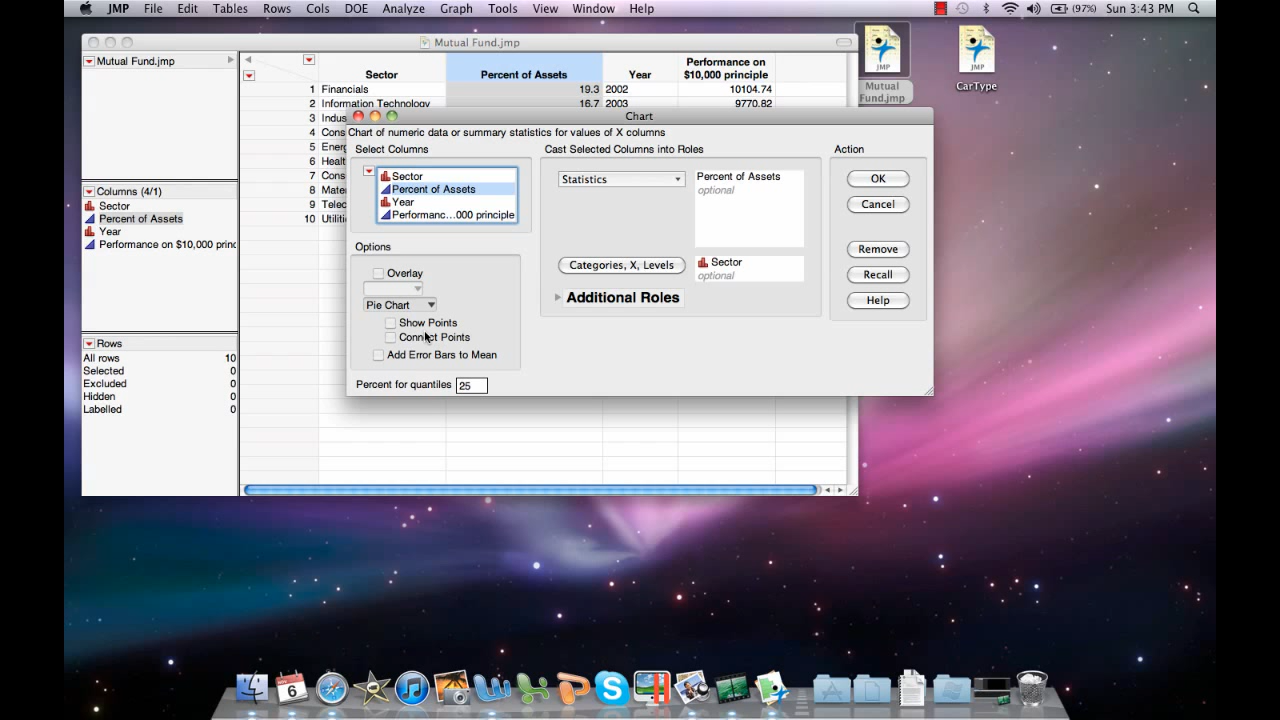 JMP File Edit Tables Rows Cols DOE Analyze Graph Tools View Window Help (97%) Sun 3:43 PM
Mutual Fund.jmp
Mutual Fund.jmp
Sector Percent of Assets Year Performance on $10,000 principle
1 Financials 19.3 2002 10104.74
2 Information Technology 16.7 2003 9770.82
3 Indus
4 Cons
5 Energ
6 Healt
7 Cons
8 Mate
9 Telec
10 Utiliti
Columns (4/1)
Sector
Percent of Assets
Year
Performance on $10,000 princ
Rows
All rows 10
Selected 0
Excluded 0
Hidden 0
Labelled 0
Chart
Chart of numeric data or summary statistics for values of X columns
Select Columns
Sector
Percent of Assets
Year
Performanc...000 principle
Options
Overlay
Pie Chart
Show Points
Connect Points
Add Error Bars to Mean
Percent for quantiles 25
Cast Selected Columns into Roles
Statistics
Percent of Assets
optional
Categories, X, Levels
Sector
optional
Additional Roles
Action
OK
Cancel
Remove
Recall
Help
JMP
Mutual
Fund.jmp
JMP
CarType
NOV
6